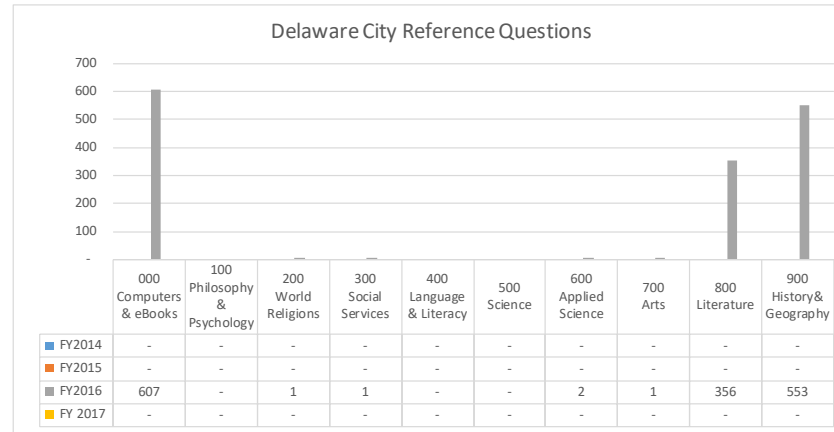 Delaware City Reference Questions
700
600
500
400
300
200
100
-
000
Computers
& eBooks
100
Philosophy
&
Psychology
200
World
Religions
300
Social
Services
400
Language
& Literacy
500
Science
600
Applied
Science
700
Arts
800
Literature
900
History&
Geography
FY2014 - - - - - - - - - -
FY2015 - - - - - - - - - -
FY2016 607 - 1 1 - - 2 1 356 553
FY 2017 - - - - - - - - - -